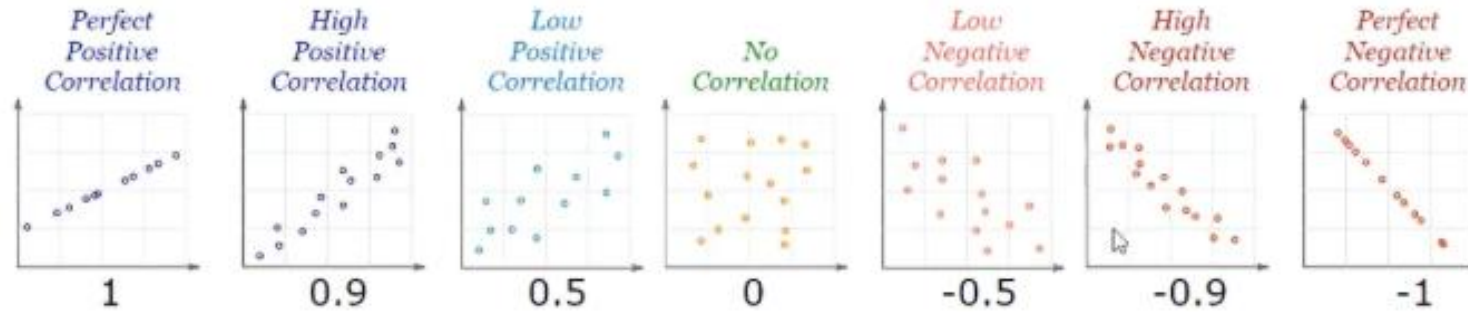 Perfect
Positive
Correlation
High
Positive
Correlation
Low
Positive
Correlation
No
Correlation
Low
Negative
Correlation
High
Negative
Correlation
Perfect
Negative
Correlation
1
0.9
0.5
0
-0.5
-0.9
-1